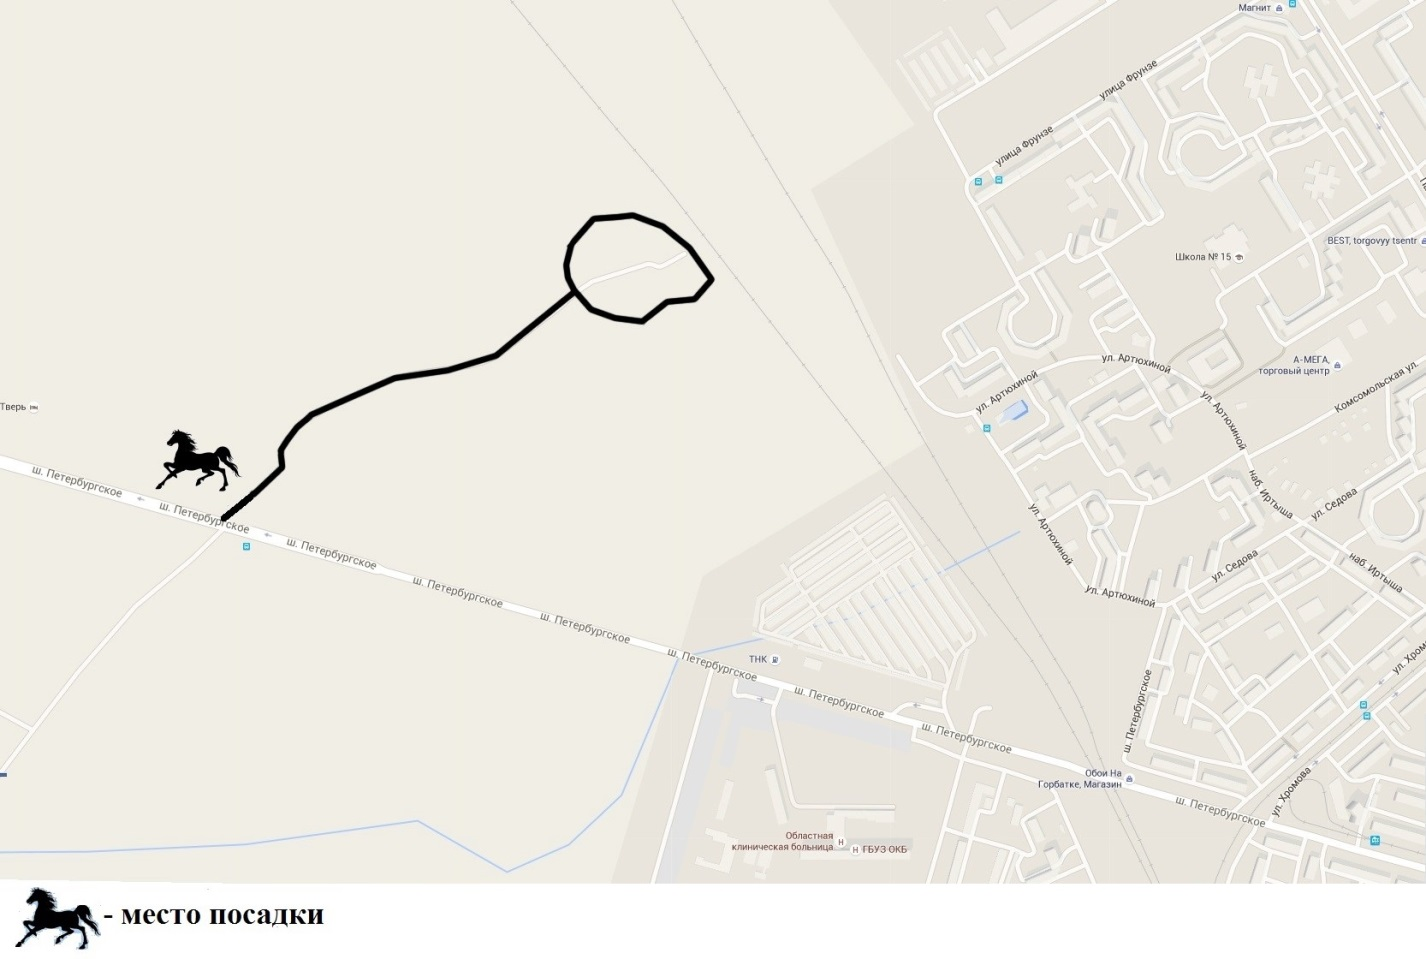 Магнит
улица Фрунзе
улица Фрунзе
BEST, torgovyy tsentr
Школа № 15
ул. Артюхиной
А-МЕГА,
торговый центр
ул. Артюхиной
Комсомольская ул.
Тверь
ул. Артюхиной
ш. Петербургское
ш. Петербургское
ш. Петербургское
ш. Петербургское
ш. Петербургское
наб. Иртыша
ул. Седова
ул. Артюхиной
ул. Седова
наб. Иртыша
ул. Артюхиной
ТНК
ш. Петербургское
ш. Петербургское
ш. Петербургское
ш. Петербургское
ул. Хромо
Обои На
Горбатке, Магазин
ул. Хромова
ш. Петербургское
Областная
клиническая больница
H
H
ГБУЗ ОКБ
- место посадки